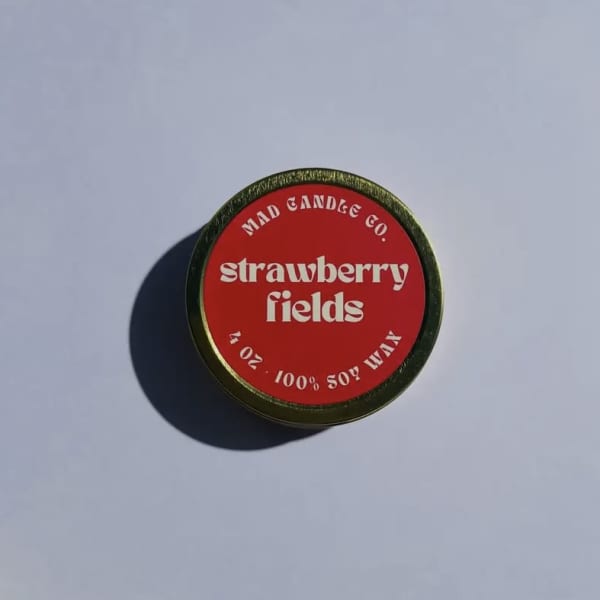 MAD CANDLE CO.
strawberry
fields
4 OZ · 100% SOY WAX